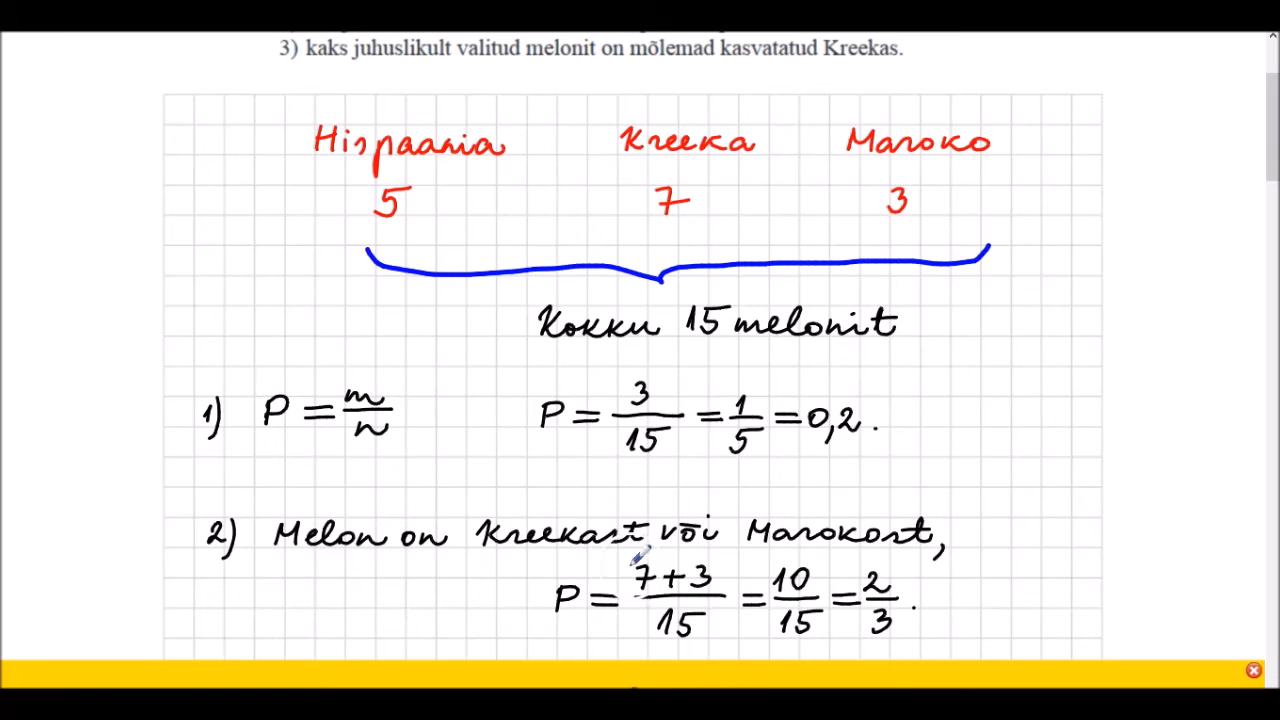 3) kaks juhuslikult valitud melonit on mõlemad kasvatatud Kreekas.
Hispaania Kreeka Maroko
5 7 3
Kokku 15 melonit
1) P = m/n P = 3/15 = 1/5 = 0,2.
2) Melon on Kreekast või Marokost,
P = 7+3/15 = 10/15 = 2/3.